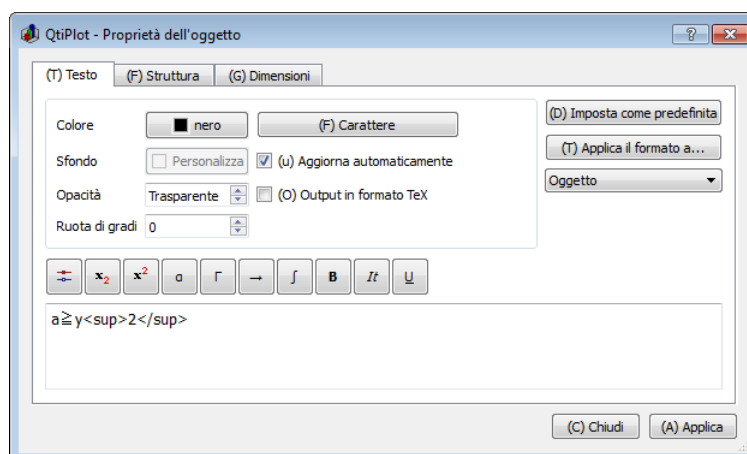 QtiPlot - Proprietà dell'oggetto
(T) Testo (F) Struttura (G) Dimensioni
Colore nero (F) Carattere
Sfondo Personalizza (u) Aggiorna automaticamente
Opacità Trasparente (O) Output in formato TeX
Ruota di gradi 0
(D) Imposta come predefinita
(T) Applica il formato a...
Oggetto
x2 x2 α Γ → ∫ B It U
a≧y<sup>2</sup>
(C) Chiudi (A) Applica